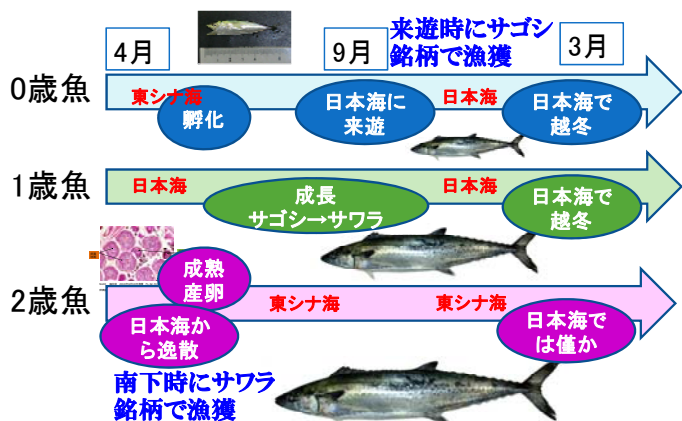 4月
9月
3月
来遊時にサゴシ
銘柄で漁獲
0歳魚
東シナ海
孵化
日本海に
来遊
日本海
日本海で
越冬
1歳魚
日本海
成長
サゴシ→サワラ
日本海
日本海で
越冬
2歳魚
成熟
産卵
日本海か
ら逸散
東シナ海
東シナ海
日本海で
は僅か
南下時にサワラ
銘柄で漁獲